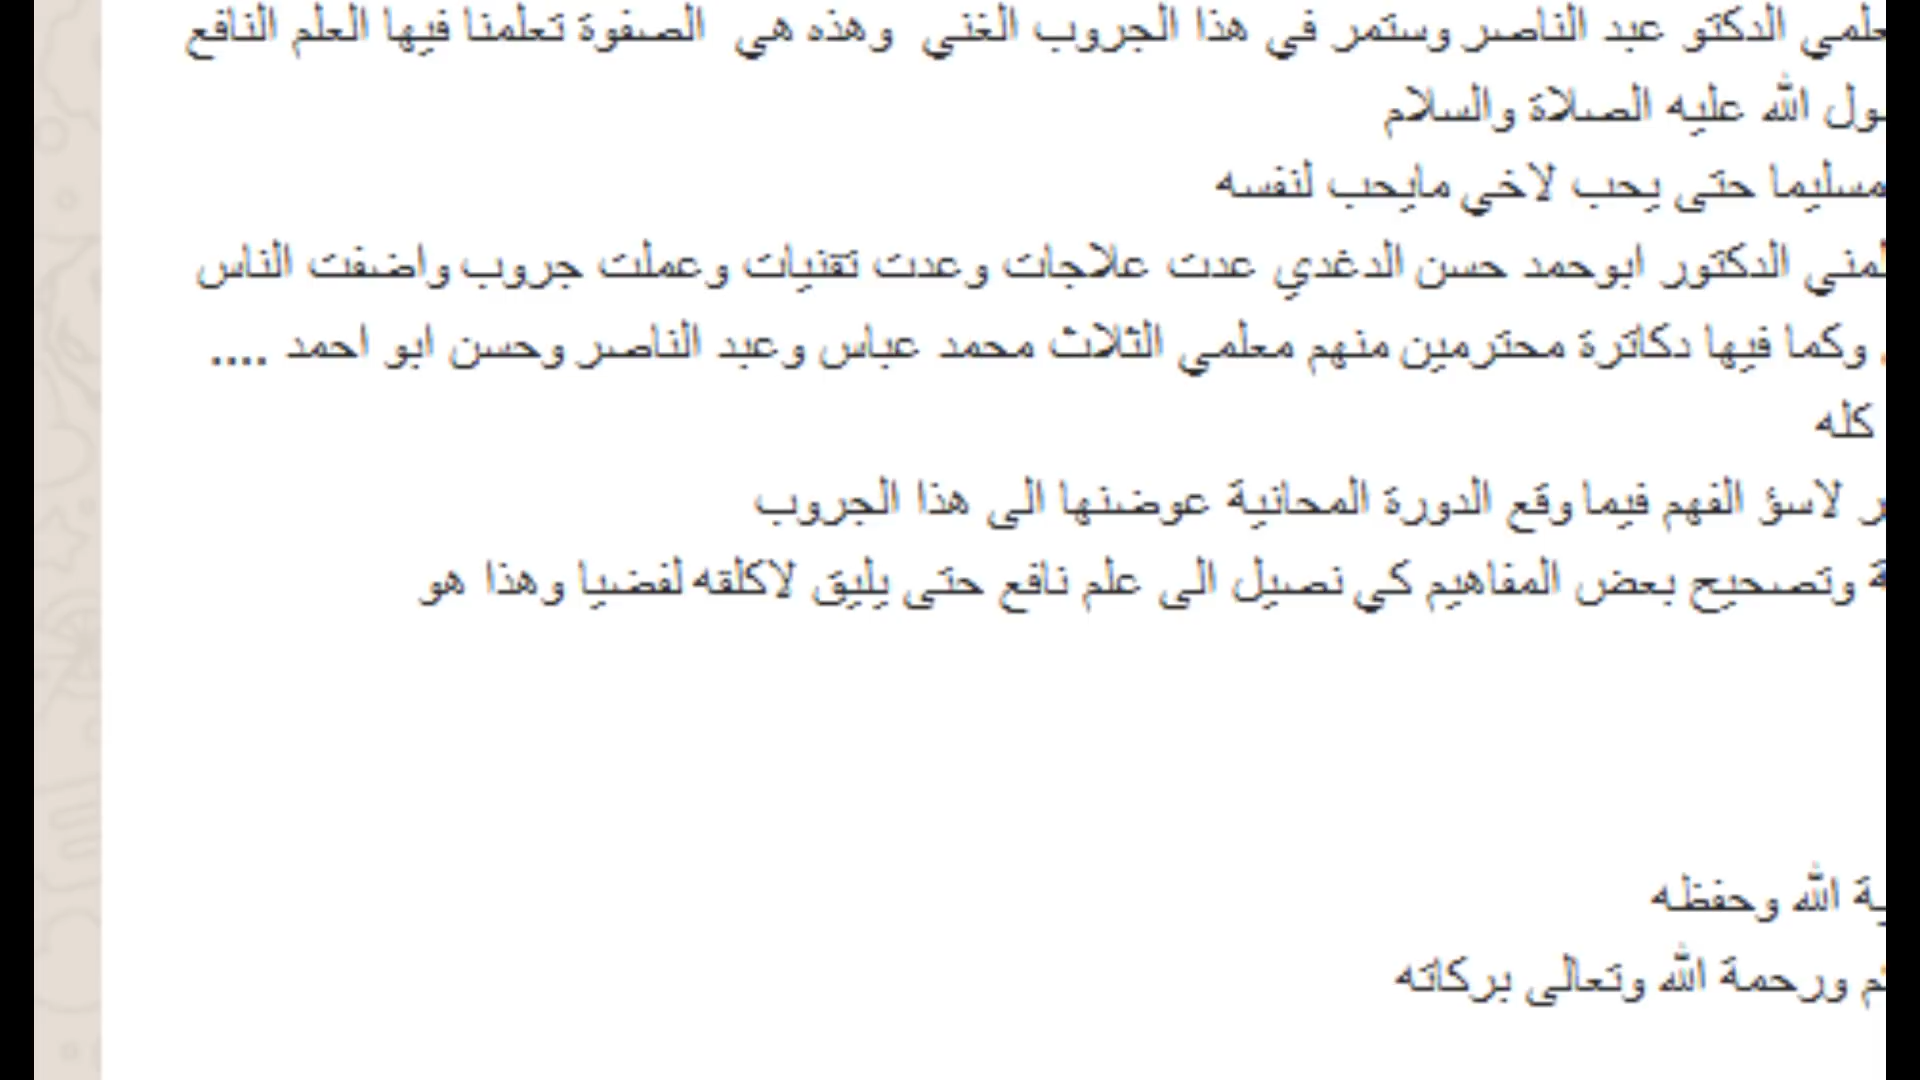 الدكتو عبد الناصر وستمر في هذا الجروب الغني وهذه هي الصفوة تعلمنا فيها العلم النافع
الله عليه الصلاة والسلام
مسليما حتى يحب لاخي مايحب لنفسه
الدكتور ابوحمد حسن الدغدي عدت علاجات وعدت تقنيات وعملت جروب واضفت الناس
وكما فيها دكاترة محترمين منهم معلمي الثلاث محمد عباس وعبد الناصر وحسن ابو احمد ....
كله
لاسؤ الفهم فيما وقع الدورة المحانية عوضنها الى هذا الجروب
وتصحيح بعض المفاهيم كي نصيل الى علم نافع حتى يليق لاكلقه لفضيا وهذا هو
الله وحفظه
ورحمة الله وتعالى بركاته